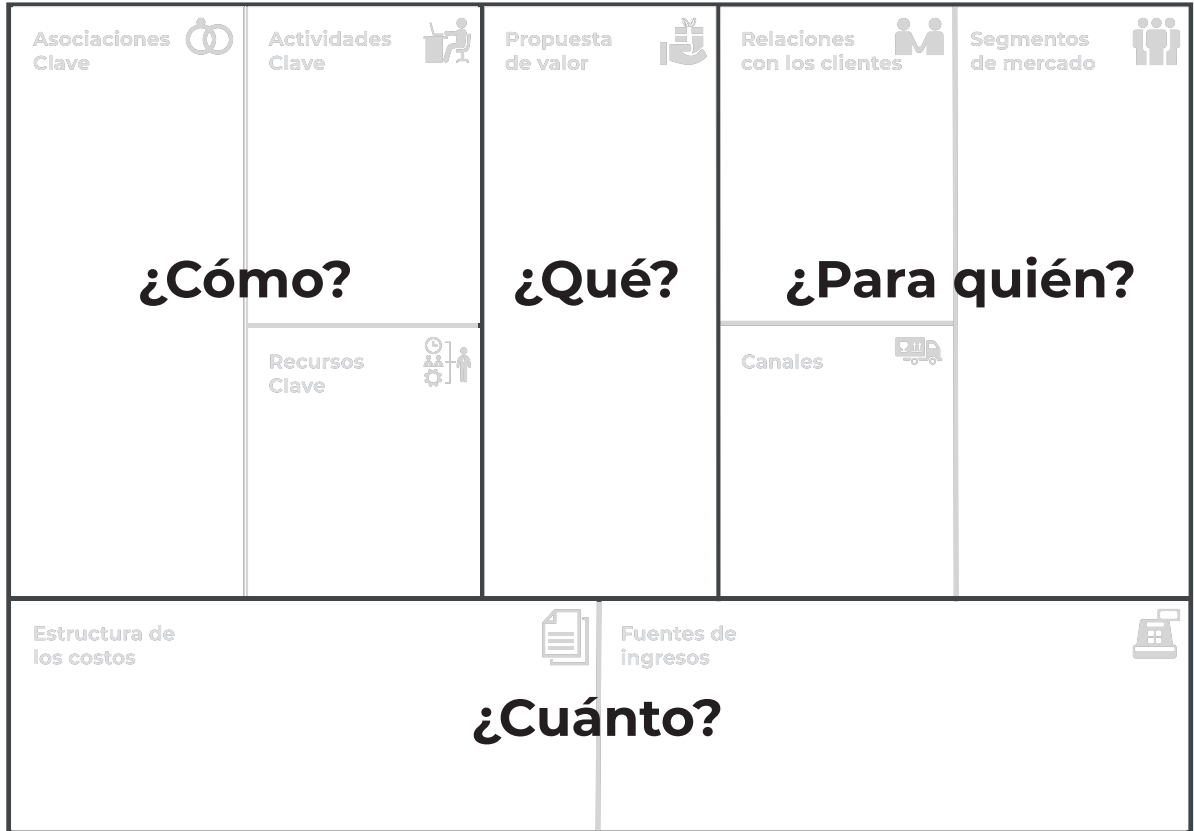 Asociaciones
Clave
Actividades
Clave
Propuesta
de valor
Relaciones
con los clientes
Segmentos
de mercado
¿Cómo?
¿Qué?
¿Para quién?
Recursos
Clave
Canales
Estructura de
los costos
Fuentes de
ingresos
¿Cuánto?